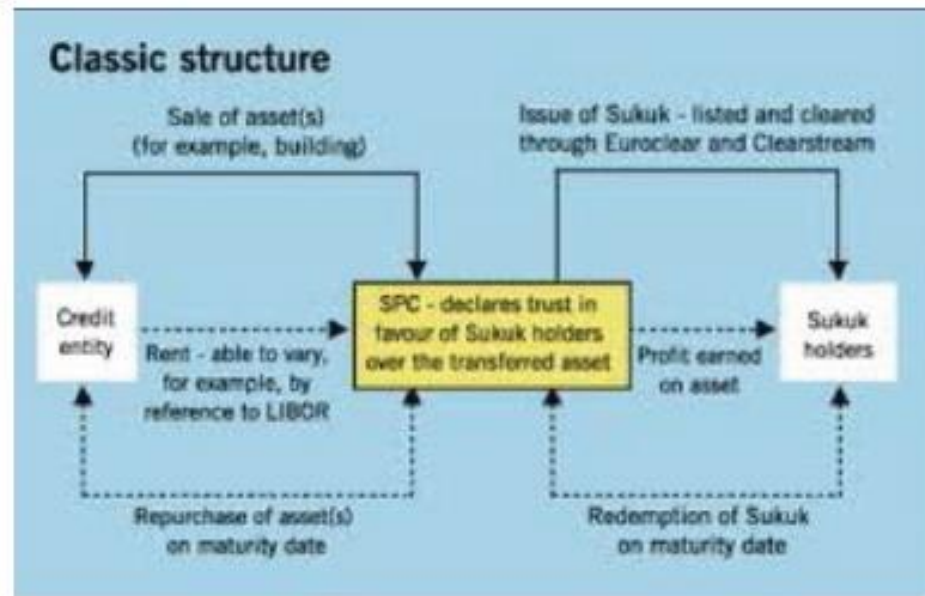 Classic structure
Sale of asset(s)
(for example, building)
Issue of Sukuk - listed and cleared
through Euroclear and Clearstream
Credit
entity
Rent - able to vary,
for example, by
reference to LIBOR
SPC - declares trust in
favour of Sukuk holders
over the transferred asset
Profit earned
on asset
Sukuk
holders
Repurchase of asset(s)
on maturity date
Redemption of Sukuk
on maturity date